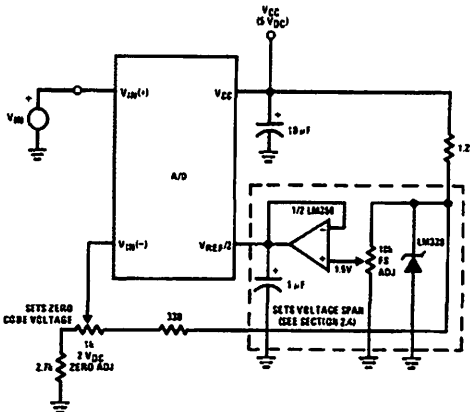 VCC
(5 VDC)
VIN(+)
VCC
VIN
10 µF
1.2
A/D
1/2 LM358
LM329
VIN(-)
VREF/2
10k
FS
ADJ
1.5V
1 µF
SETS ZERO
CODE VOLTAGE
SETS VOLTAGE SPAN
(SEE SECTION 2.4)
330
1k
2 VDC
ZERO ADJ
2.7k